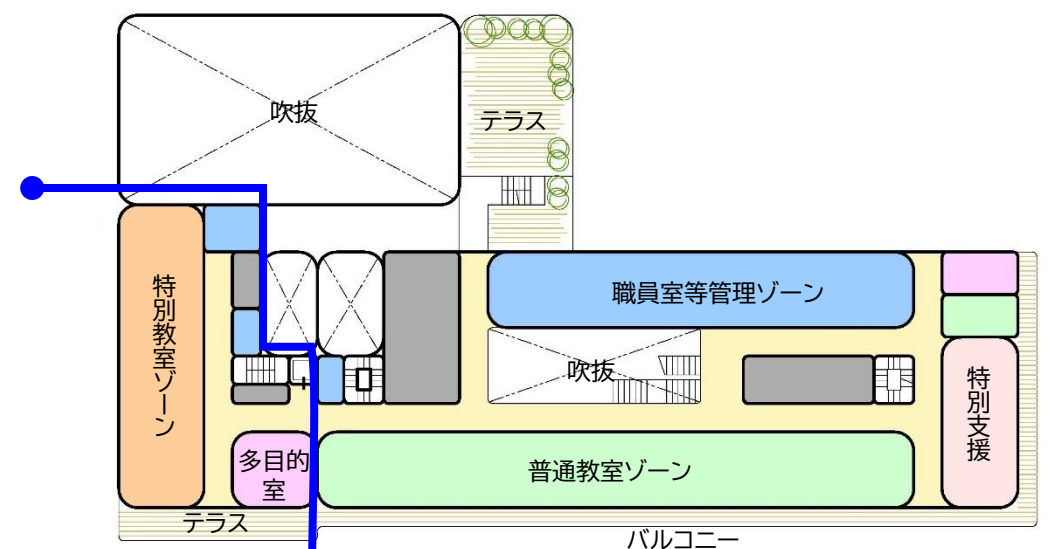 吹抜
テラス
特別教室ゾーン
職員室等管理ゾーン
吹抜
特別支援
多目的
室
普通教室ゾーン
テラス
バルコニー